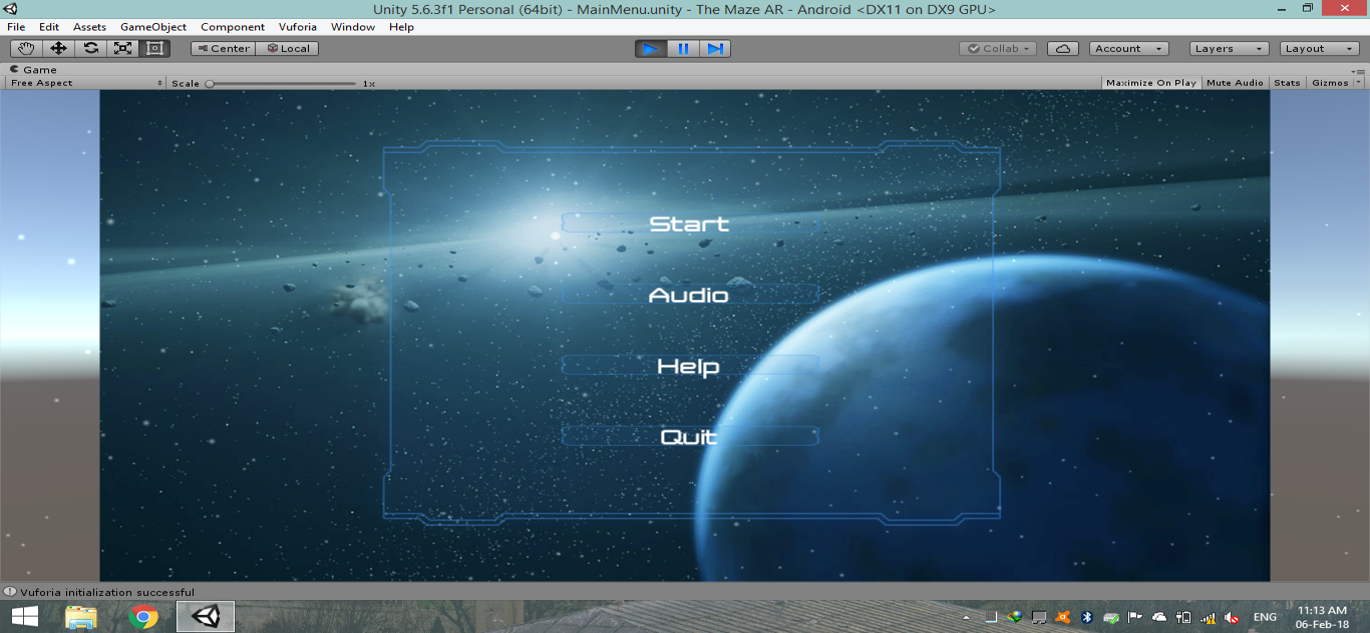 Unity 5.6.3f1 Personal (64bit) - MainMenu.unity - The Maze AR - Android <DX11 on DX9 GPU>
File Edit Assets GameObject Component Vuforia Window Help
Center Local Collab Account Layers Layout
Game
Free Aspect Scale 1x Maximize On Play Mute Audio Stats Gizmos
Start
Audio
Help
Quit
Vuforia initialization successful
ENG 11:13 AM
06-Feb-18